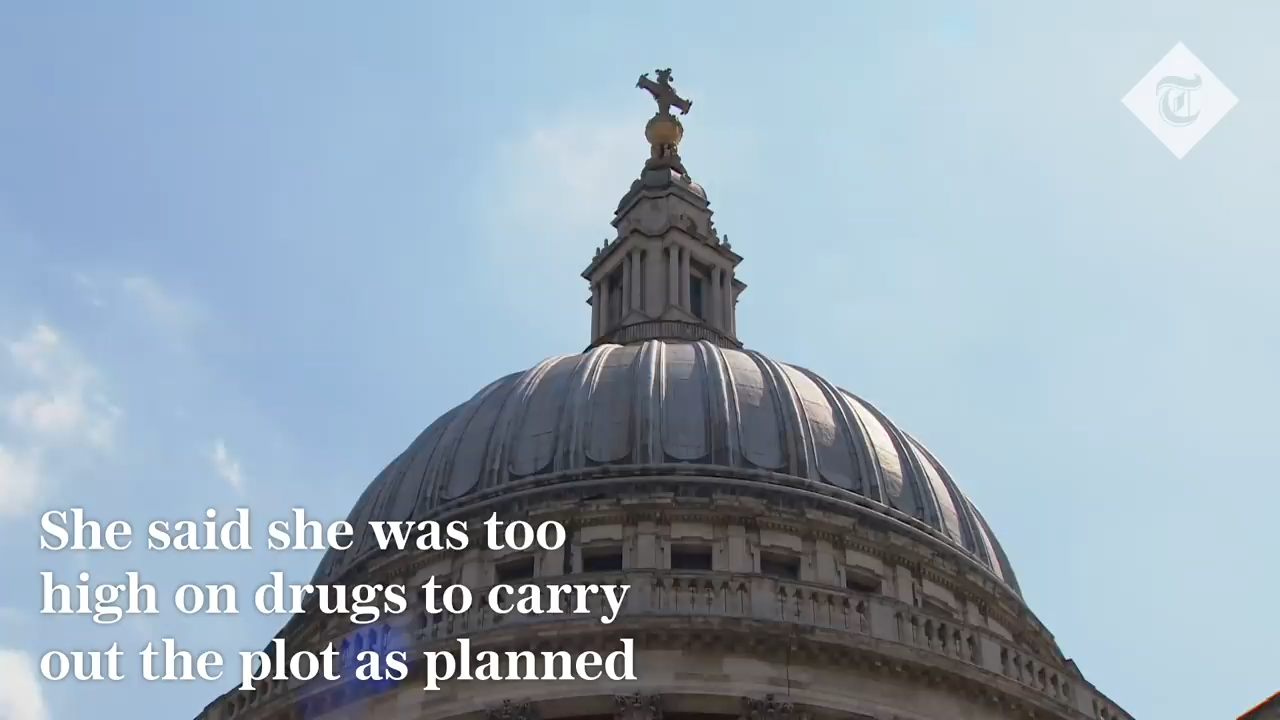 She said she was too
high on drugs to carry
out the plot as planned